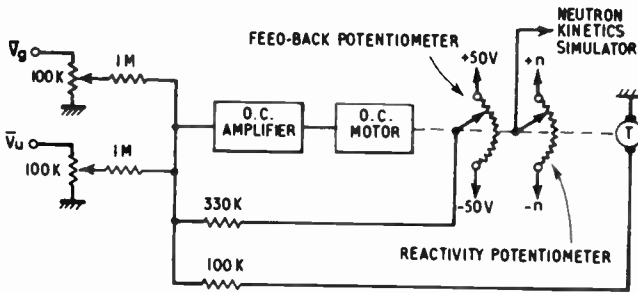 NEUTRON
KINETICS
SIMULATOR
FEED-BACK POTENTIOMETER
V̄g
1M
100K
+50V
+n
O.C.
AMPLIFIER
O.C.
MOTOR
T
V̄u
1M
100K
-50V
-n
330K
REACTIVITY POTENTIOMETER
100K